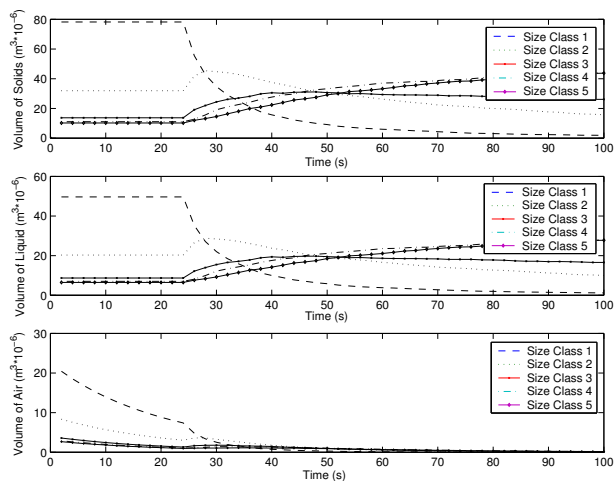 80
60
40
20
0
0 10 20 30 40 50 60 70 80 90 100
Time (s)
Volume of Solids (m³*10⁻⁶)
Size Class 1
Size Class 2
Size Class 3
Size Class 4
Size Class 5
60
40
20
0
0 10 20 30 40 50 60 70 80 90 100
Time (s)
Volume of Liquid (m³*10⁻⁶)
Size Class 1
Size Class 2
Size Class 3
Size Class 4
Size Class 5
30
20
10
0
0 10 20 30 40 50 60 70 80 90 100
Time (s)
Volume of Air (m³*10⁻⁶)
Size Class 1
Size Class 2
Size Class 3
Size Class 4
Size Class 5